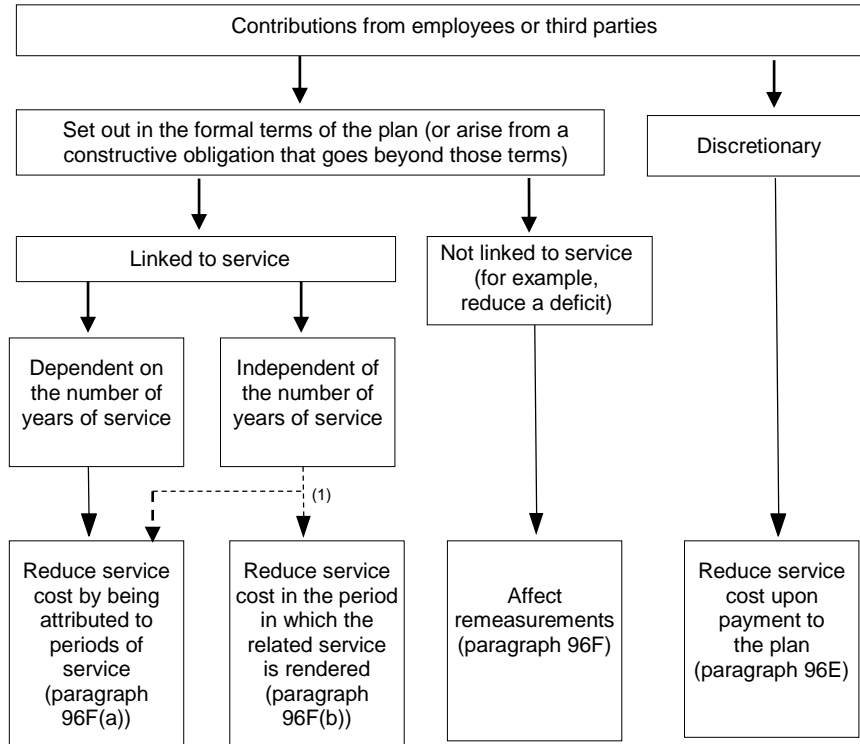 Contributions from employees or third parties
Set out in the formal terms of the plan (or arise from a
constructive obligation that goes beyond those terms)
Discretionary
Linked to service
Not linked to service
(for example,
reduce a deficit)
Dependent on
the number of
years of service
Independent of
the number of
years of service
(1)
Reduce service
cost by being
attributed to
periods of
service
(paragraph
96F(a))
Reduce service
cost in the period
in which the
related service
is rendered
(paragraph
96F(b))
Affect
remeasurements
(paragraph 96F)
Reduce service
cost upon
payment to
the plan
(paragraph 96E)